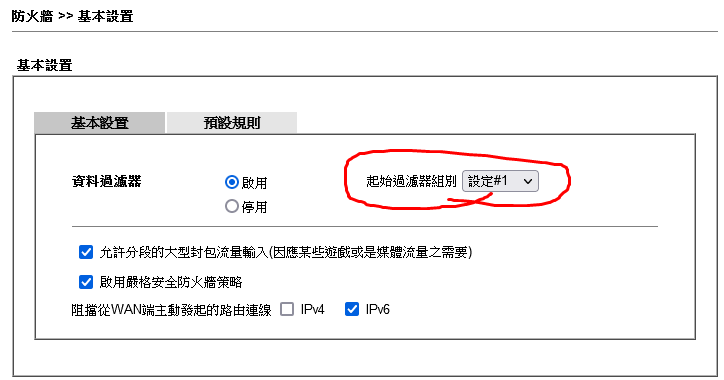 防火牆 >> 基本設置
基本設置
基本設置 預設規則
資料過濾器 啟用 起始過濾器組別 設定#1
停用
允許分段的大型封包流量輸入(因應某些遊戲或是媒體流量之需要)
啟用嚴格安全防火牆策略
阻擋從WAN端主動發起的路由連線 IPv4 IPv6